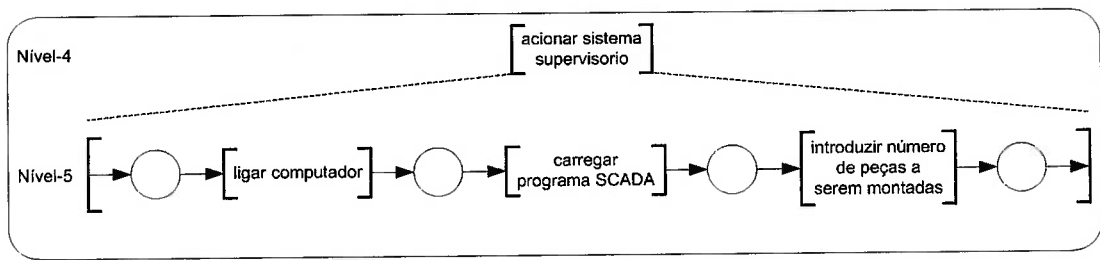 Nível-4
acionar sistema
supervisorio
Nível-5
ligar computador
carregar
programa SCADA
introduzir número
de peças a
serem montadas